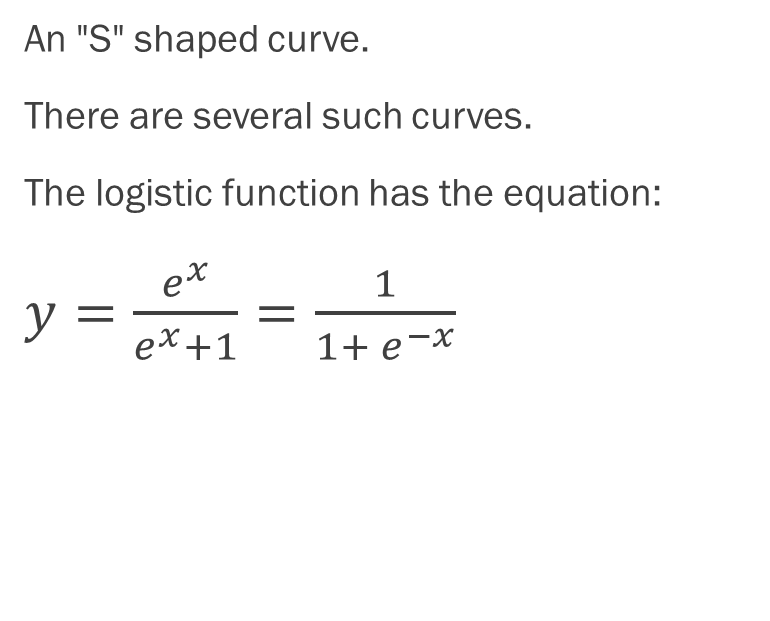 An "S" shaped curve.
There are several such curves.
The logistic function has the equation:
y = e^x / (e^x+1) = 1 / (1+ e^−x)